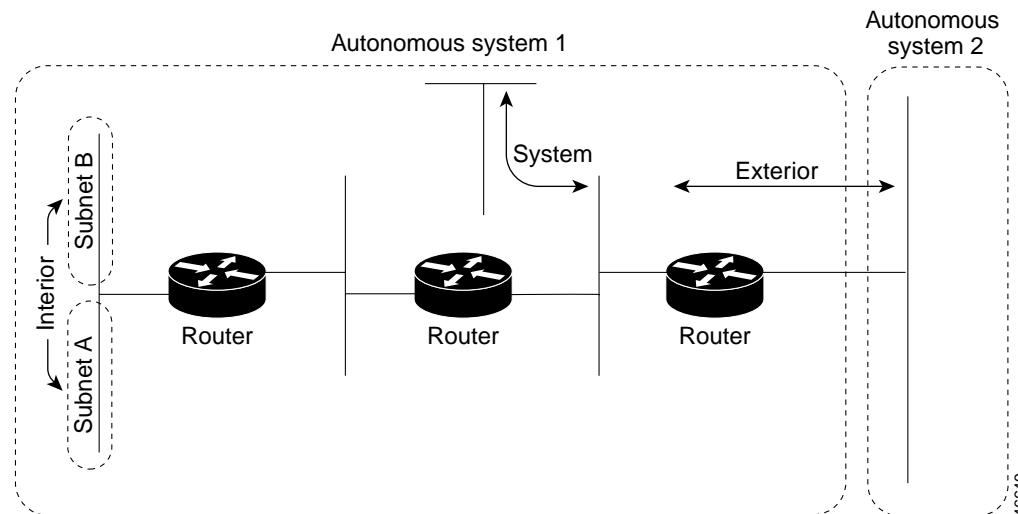 Autonomous system 1
Autonomous
system 2
System
Exterior
Interior
Subnet B
Subnet A
Router
Router
Router